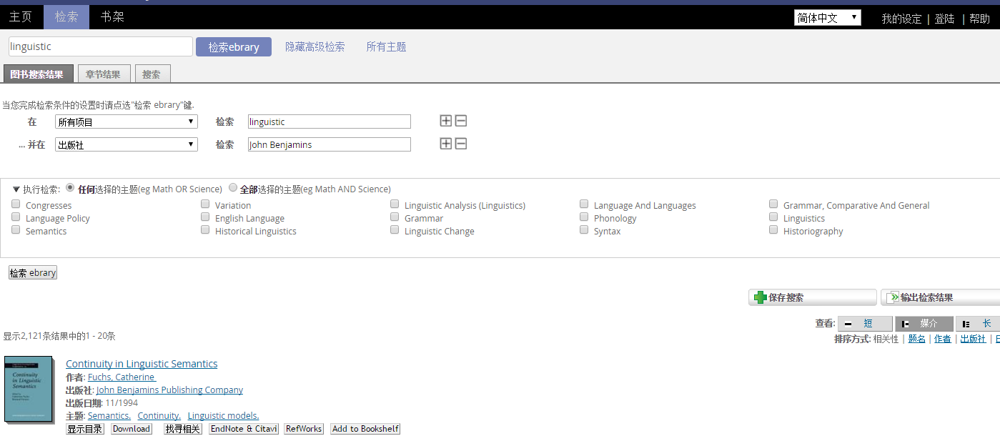 主页 检索 书架 简体中文 我的设定 | 登陆 | 帮助
linguistic 检索ebrary 隐藏高级检索 所有主题
图书搜索结果 章节结果 搜索
当您完成检索条件的设置时请点选"检索 ebrary"键.
在 所有项目 检索 linguistic
... 并在 出版社 检索 John Benjamins
执行检索: 任何选择的主题(eg Math OR Science) 全部选择的主题(eg Math AND Science)
Congresses Variation Linguistic Analysis (Linguistics) Language And Languages Grammar, Comparative And General
Language Policy English Language Grammar Phonology Linguistics
Semantics Historical Linguistics Linguistic Change Syntax Historiography
检索 ebrary
保存搜索 输出检索结果
查看: 短 媒介 长
显示2,121条结果中的1 - 20条
排序方式: 相关性 | 题名 | 作者 | 出版社 |
Continuity in Linguistic Semantics
作者: Fuchs, Catherine
出版社: John Benjamins Publishing Company
出版日期: 11/1994
主题: Semantics. Continuity. Linguistic models.
显示目录 Download 找寻相关 EndNote & Citavi RefWorks Add to Bookshelf
Continuity
in Linguistic
Semantics